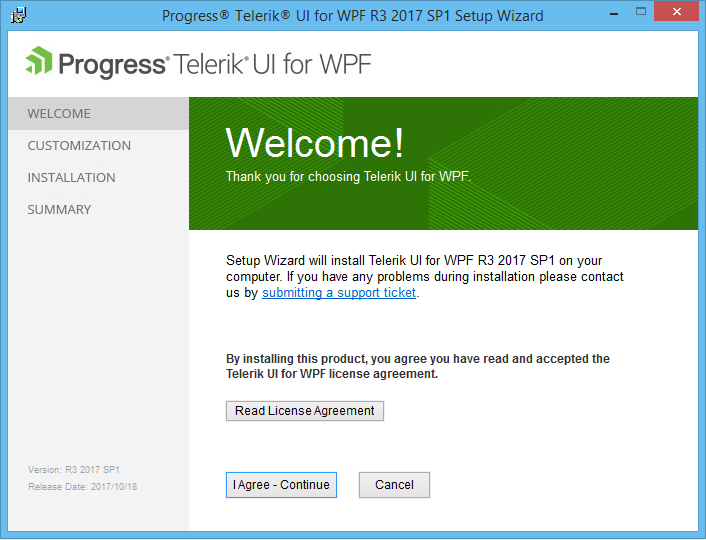 Progress® Telerik® UI for WPF R3 2017 SP1 Setup Wizard
Progress® Telerik® UI for WPF
WELCOME
CUSTOMIZATION
INSTALLATION
SUMMARY
Welcome!
Thank you for choosing Telerik UI for WPF.
Setup Wizard will install Telerik UI for WPF R3 2017 SP1 on your
computer. If you have any problems during installation please contact
us by submitting a support ticket.
By installing this product, you agree you have read and accepted the
Telerik UI for WPF license agreement.
Read License Agreement
Version: R3 2017 SP1
Release Date: 2017/10/18
I Agree - Continue
Cancel